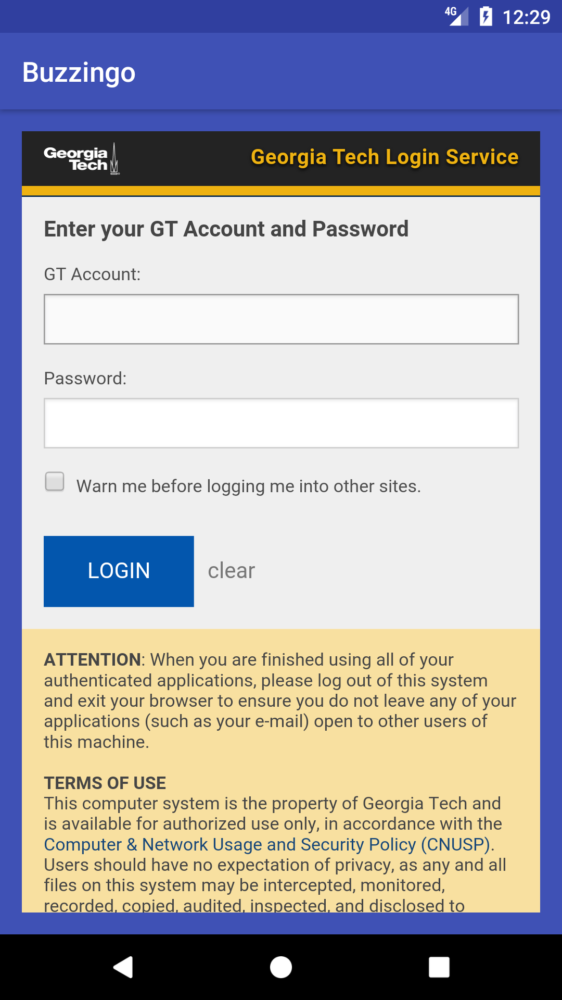 4G 12:29
Buzzingo
Georgia
Tech
Georgia Tech Login Service
Enter your GT Account and Password
GT Account:
Password:
Warn me before logging me into other sites.
LOGIN clear
ATTENTION: When you are finished using all of your
authenticated applications, please log out of this system
and exit your browser to ensure you do not leave any of your
applications (such as your e-mail) open to other users of
this machine.
TERMS OF USE
This computer system is the property of Georgia Tech and
is available for authorized use only, in accordance with the
Computer & Network Usage and Security Policy (CNUSP).
Users should have no expectation of privacy, as any and all
files on this system may be intercepted, monitored,
recorded, copied, audited, inspected, and disclosed to